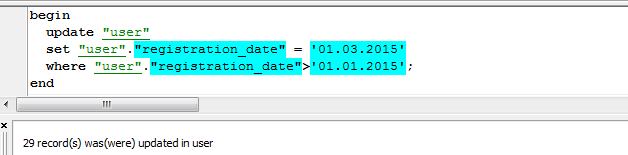 begin
update "user"
set "user"."registration_date" = '01.03.2015'
where "user"."registration_date">'01.01.2015';
end
29 record(s) was(were) updated in user